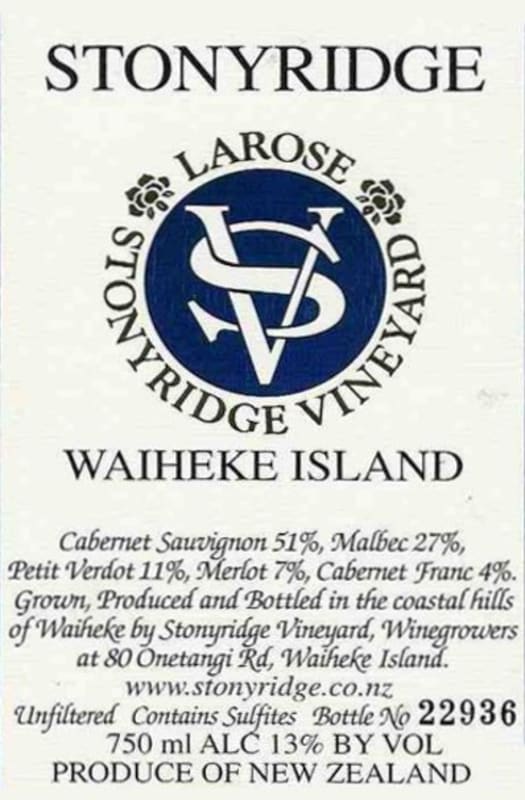 STONYRIDGE
LAROSE
STONYRIDGE VINEYARD
SV
WAIHEKE ISLAND
Cabernet Sauvignon 51%, Malbec 27%,
Petit Verdot 11%, Merlot 7%, Cabernet Franc 4%.
Grown, Produced and Bottled in the coastal hills
of Waiheke by Stonyridge Vineyard, Winegrowers
at 80 Onetangi Rd, Waiheke Island.
www.stonyridge.co.nz
Unfiltered Contains Sulfites Bottle No 22936
750 ml ALC 13% BY VOL
PRODUCE OF NEW ZEALAND